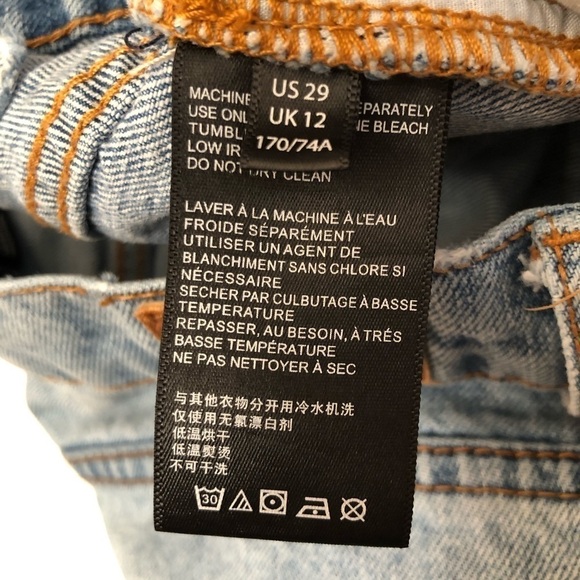 US 29
UK 12
170/74A
MACHINE PARATELY
USE ONL NE BLEACH
TUMBL
LOW IR
DO NOT DRY CLEAN
LAVER À LA MACHINE À L'EAU
FROIDE SÉPARÉMENT
UTILISER UN AGENT DE
BLANCHIMENT SANS CHLORE SI
NÉCESSAIRE
SECHER PAR CULBUTAGE À BASSE
TEMPERATURE
REPASSER, AU BESOIN, À TRÉS
BASSE TEMPÉRATURE
NE PAS NETTOYER À SEC
与其他衣物分开用冷水机洗
仅使用无氯漂白剂
低温烘干
低温熨烫
不可干洗
30